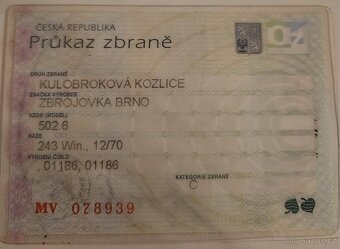 ČESKÁ REPUBLIKA
Průkaz zbraně
DRUH ZBRANĚ
KULOBROKOVÁ KOZLICE
ZNAČKA VÝROBCE
ZBROJOVKA BRNO
VZOR (MODEL)
502.6
RÁŽE
243 Win., 12/70
VÝROBNÍ ČÍSLO
01186, 01186
KATEGORIE ZBRANĚ
C
MV 078939